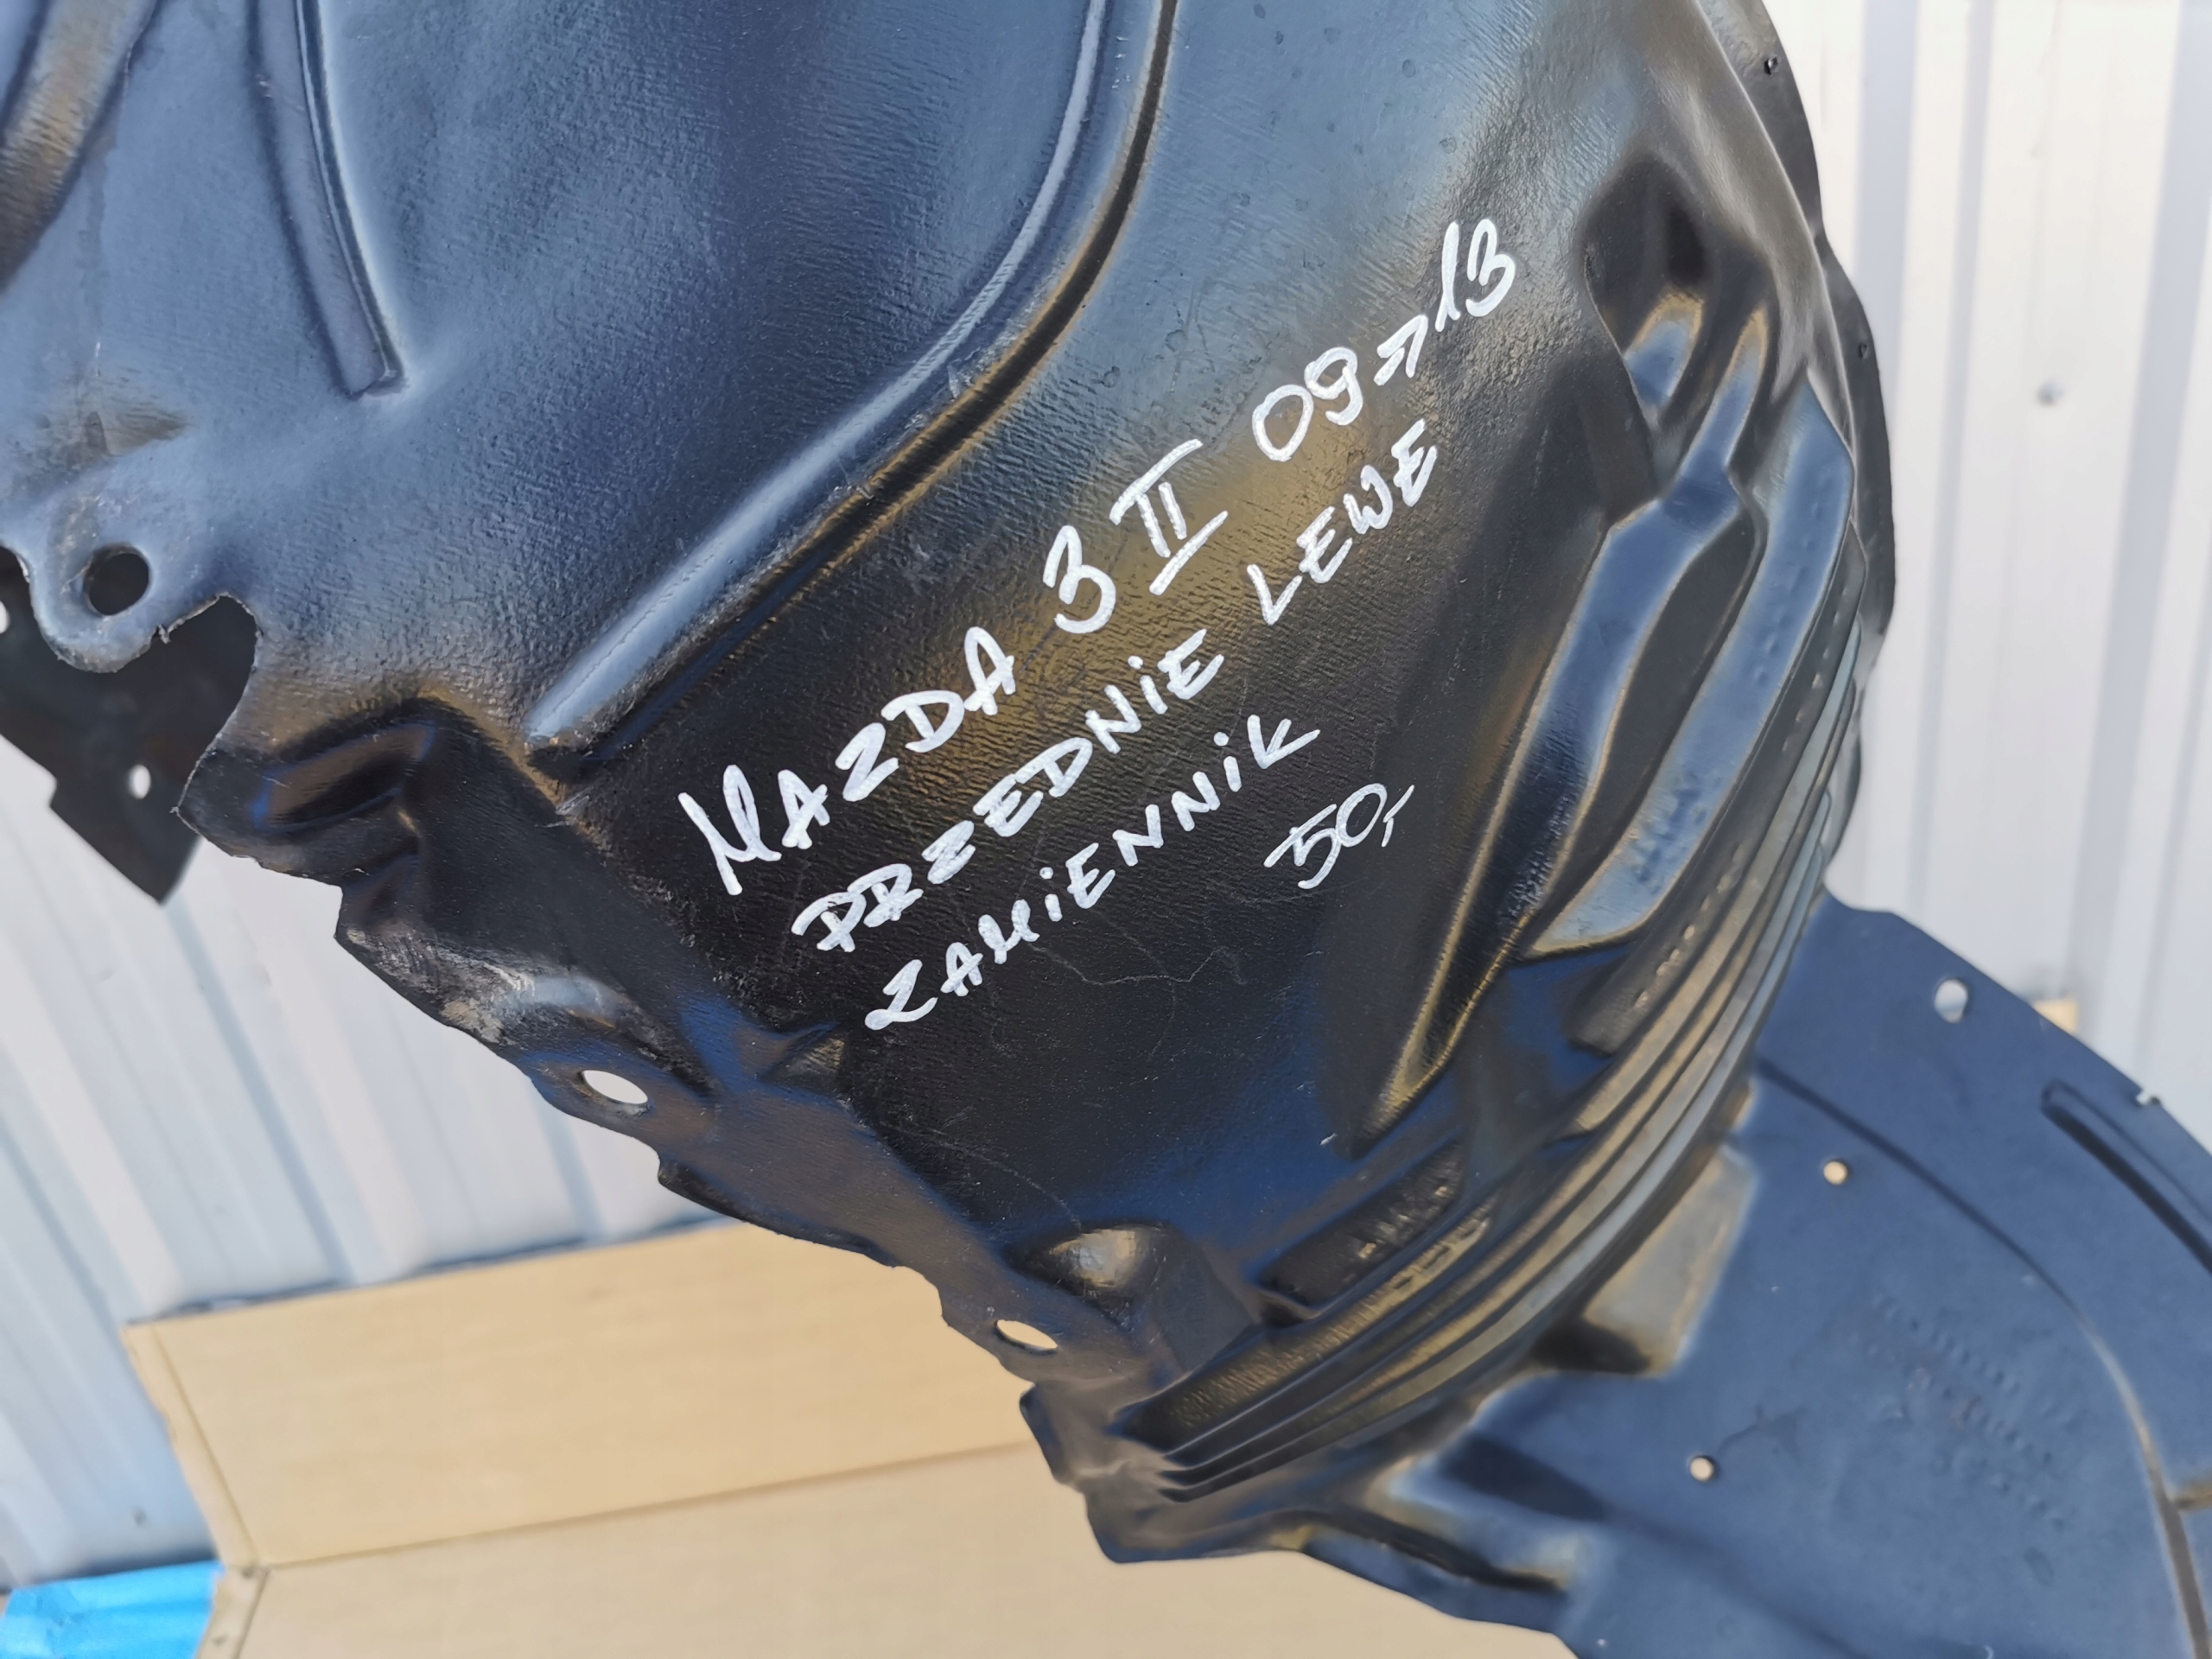 MAZDA 3 II 09->13
PRZEDNiE LEWE
ZAMiENNiK
50,-